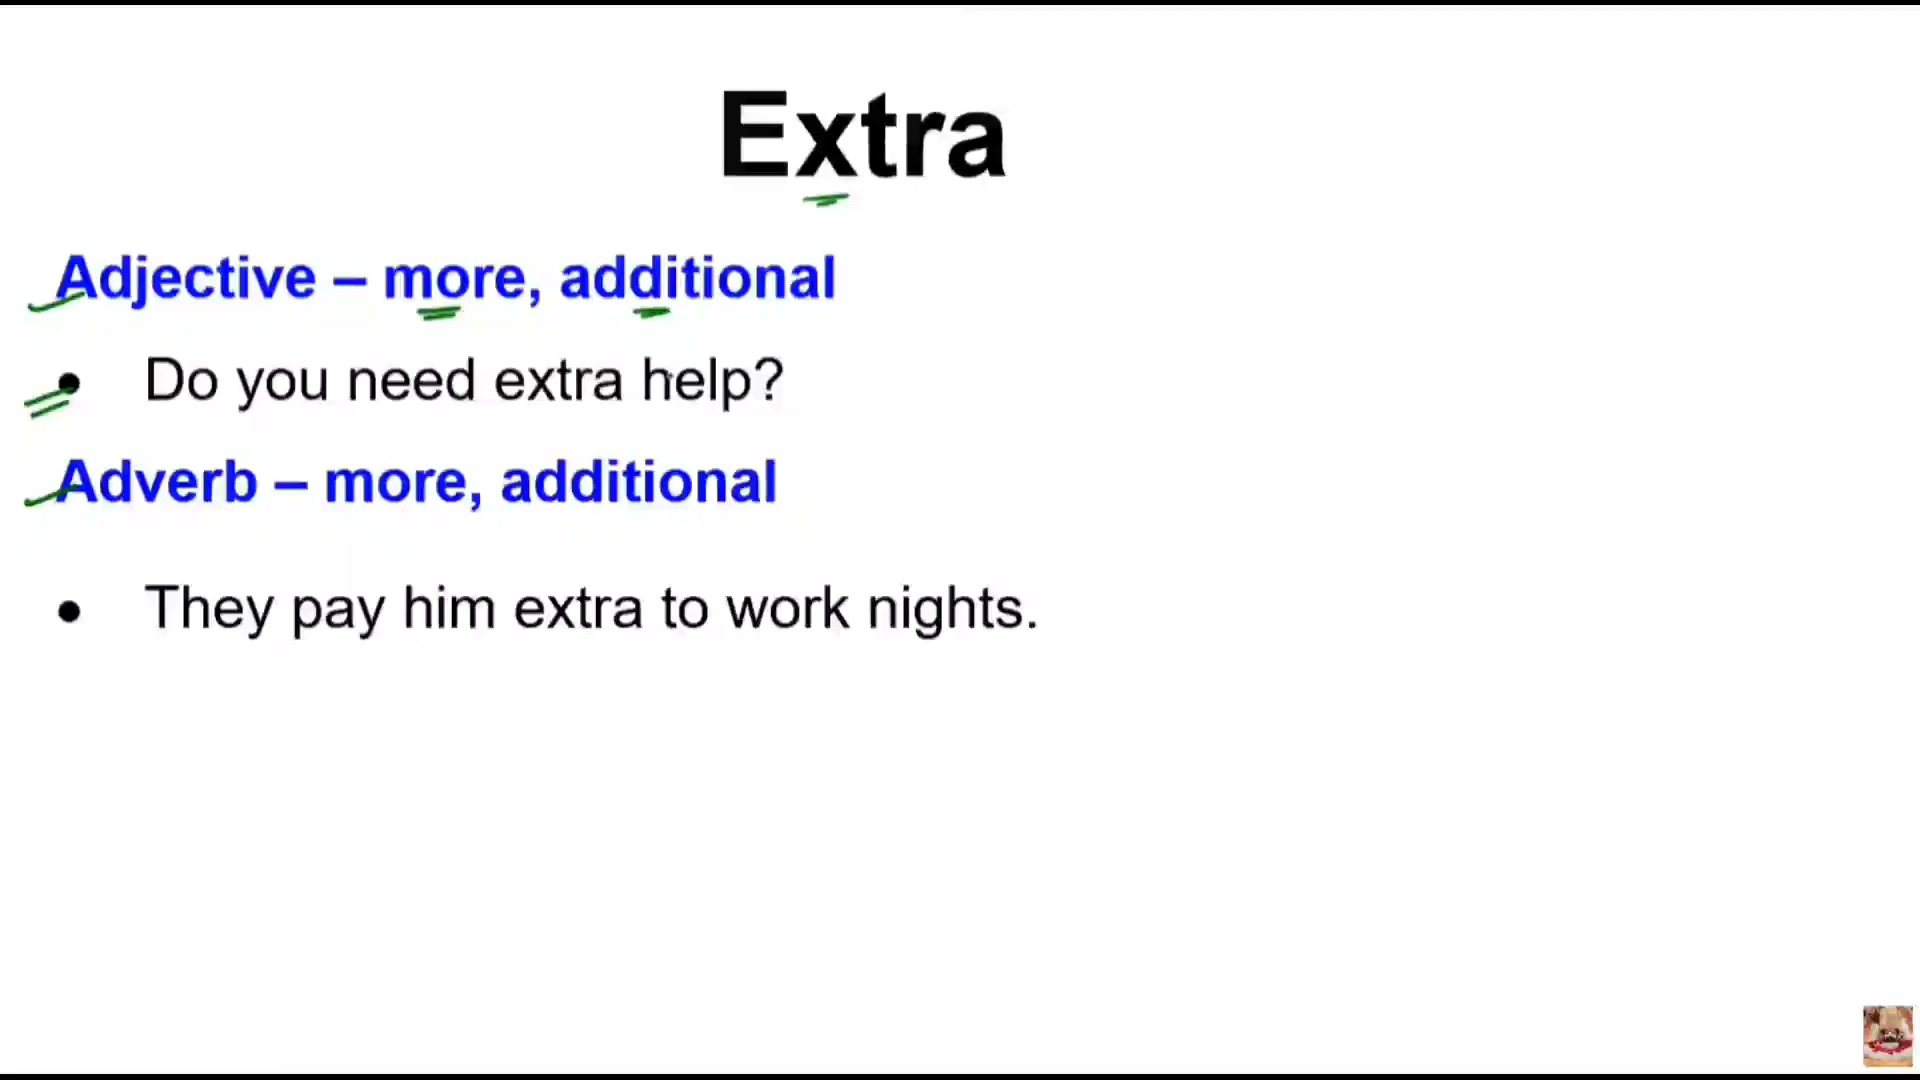 Extra
Adjective – more, additional
• Do you need extra help?
Adverb – more, additional
• They pay him extra to work nights.